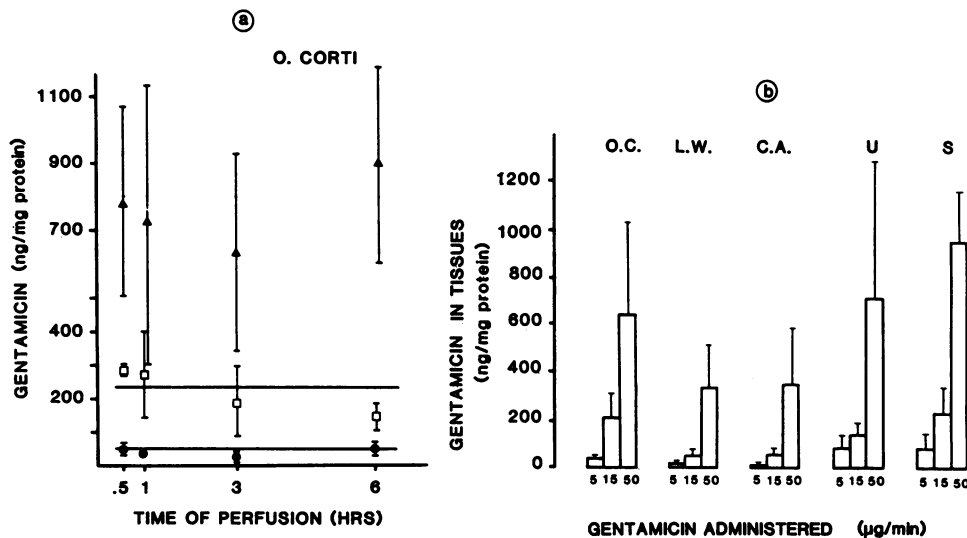 a
O. CORTI
GENTAMICIN (ng/mg protein)
1100
900
700
400
200
.5 1 3 6
TIME OF PERFUSION (HRS)
b
O.C. L.W. C.A. U S
GENTAMICIN IN TISSUES
(ng/mg protein)
1200
1000
800
600
400
200
0
5 15 50 5 15 50 5 15 50 5 15 50 5 15 50
GENTAMICIN ADMINISTERED (µg/min)